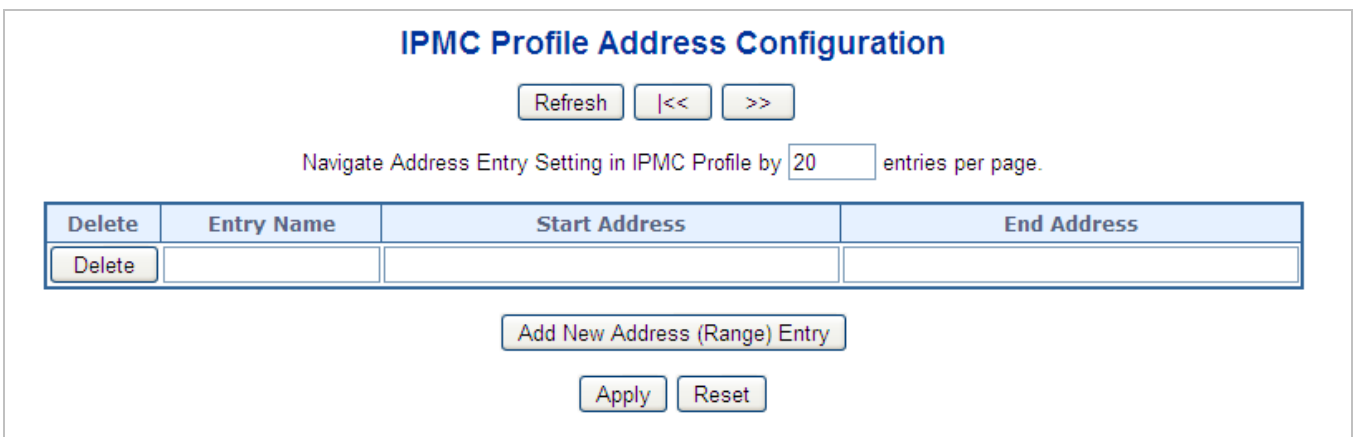 IPMC Profile Address Configuration
Refresh |<< >>
Navigate Address Entry Setting in IPMC Profile by 20 entries per page.
Delete Entry Name Start Address End Address
Delete
Add New Address (Range) Entry
Apply Reset